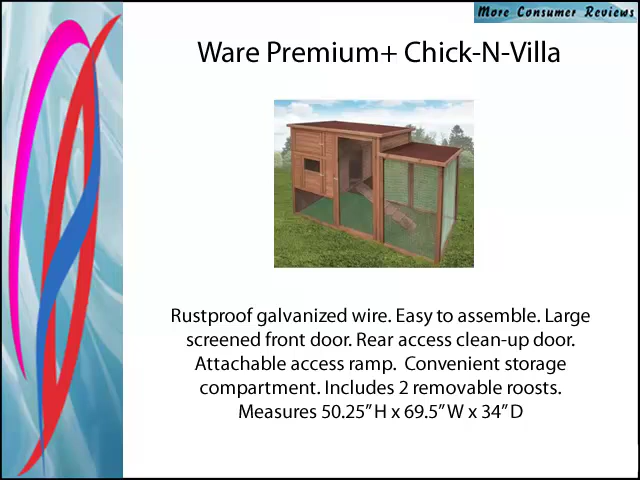 More Consumer Reviews
Ware Premium+ Chick-N-Villa
Rustproof galvanized wire. Easy to assemble. Large
screened front door. Rear access clean-up door.
Attachable access ramp.  Convenient storage
compartment. Includes 2 removable roosts.
Measures 50.25” H x 69.5” W x 34” D